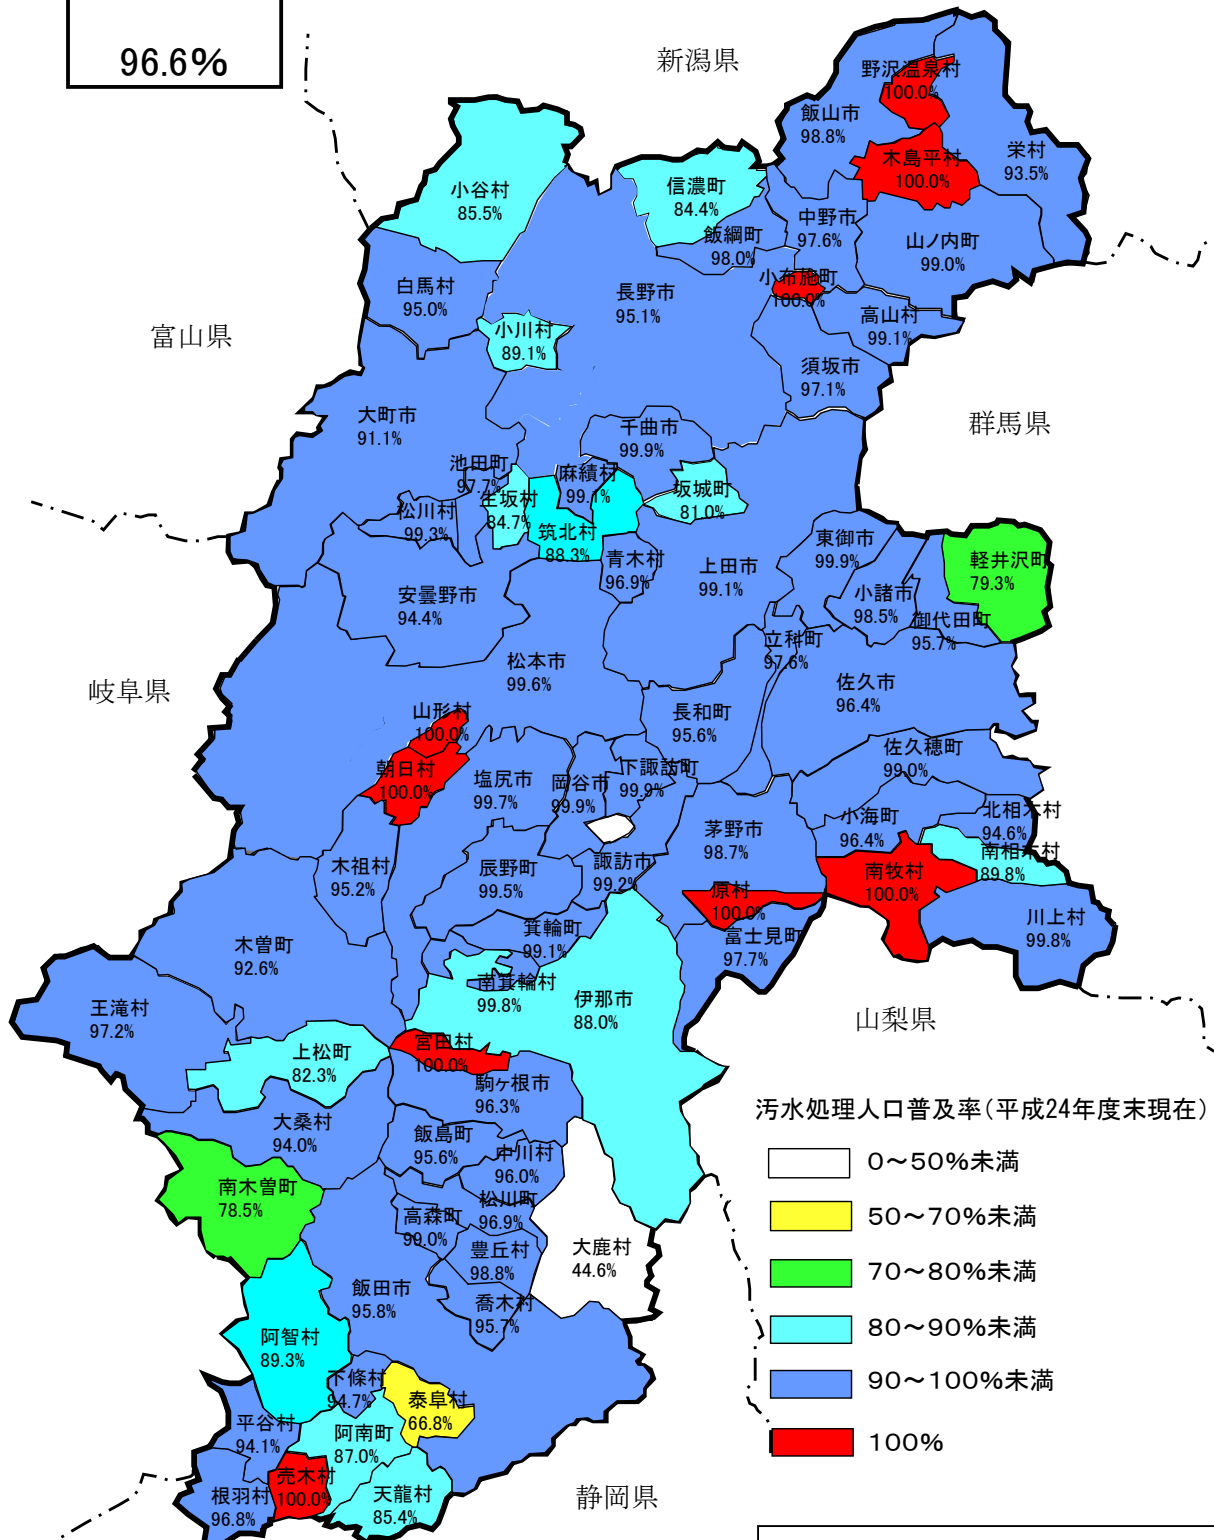 96.6%
新潟県
野沢温泉村
100.0%
飯山市
98.8%
木島平村
100.0%
栄村
93.5%
小谷村
85.5%
信濃町
84.4%
中野市
97.6%
飯綱町
98.0%
山ノ内町
99.0%
白馬村
95.0%
長野市
95.1%
小布施町
100.0%
富山県
小川村
89.1%
高山村
99.1%
須坂市
97.1%
大町市
91.1%
千曲市
99.9%
群馬県
池田町
97.7%
麻績村
99.1%
坂城町
81.0%
生坂村
84.7%
松川村
99.3%
筑北村
88.3%
青木村
96.9%
上田市
99.1%
東御市
99.9%
軽井沢町
79.3%
安曇野市
94.4%
小諸市
98.5%
御代田町
95.7%
立科町
97.6%
松本市
99.6%
佐久市
96.4%
岐阜県
山形村
100.0%
長和町
95.6%
佐久穂町
99.0%
朝日村
100.0%
塩尻市
99.7%
岡谷市
99.9%
下諏訪町
99.9%
小海町
96.4%
北相木村
94.6%
茅野市
98.7%
南相木村
89.8%
木祖村
95.2%
辰野町
99.5%
諏訪市
99.2%
南牧村
100.0%
原村
100.0%
川上村
99.8%
木曽町
92.6%
箕輪町
99.1%
富士見町
97.7%
南箕輪村
99.8%
伊那市
88.0%
王滝村
97.2%
山梨県
上松町
82.3%
宮田村
100.0%
駒ヶ根市
96.3%
汚水処理人口普及率(平成24年度末現在)
大桑村
94.0%
飯島町
95.6%
中川村
96.0%
0～50%未満
南木曽町
78.5%
高森町
99.0%
松川町
96.9%
50～70%未満
豊丘村
98.8%
大鹿村
44.6%
70～80%未満
飯田市
95.8%
喬木村
95.7%
80～90%未満
阿智村
89.3%
下條村
94.7%
泰阜村
66.8%
90～100%未満
平谷村
94.1%
阿南町
87.0%
100%
売木村
100.0%
天龍村
85.4%
根羽村
96.8%
静岡県